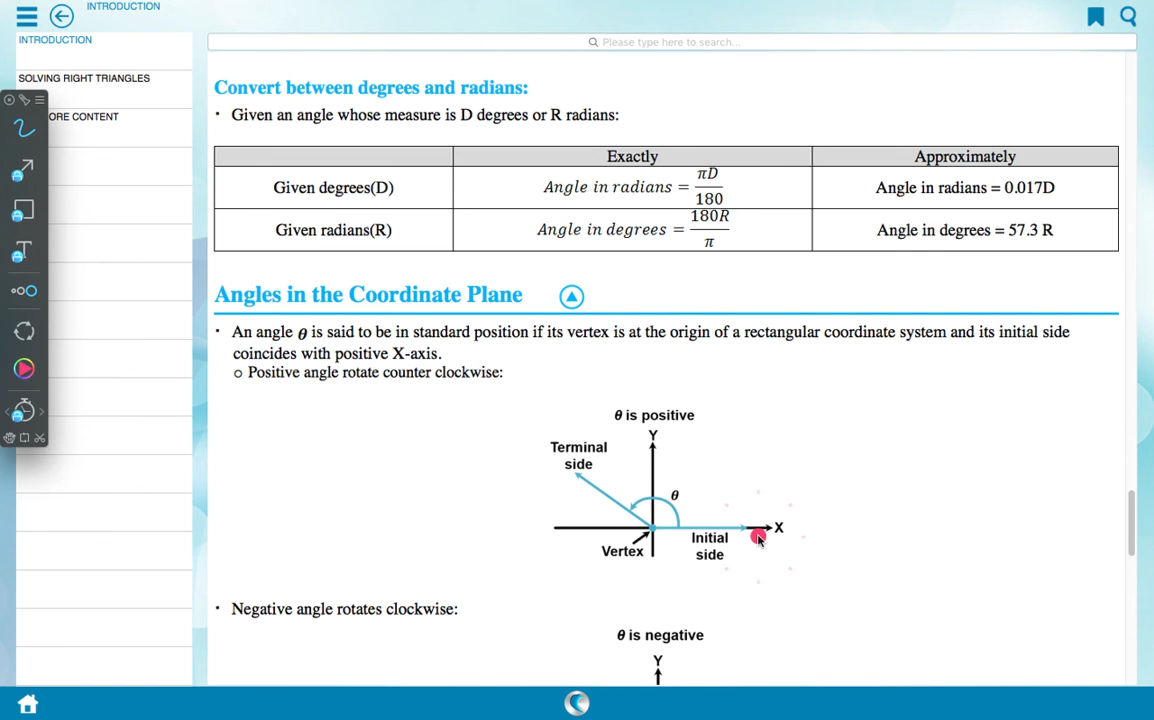 INTRODUCTION
INTRODUCTION
SOLVING RIGHT TRIANGLES
ORE CONTENT
Please type here to search...
Convert between degrees and radians:
· Given an angle whose measure is D degrees or R radians:
Exactly Approximately
Given degrees(D) Angle in radians = πD/180 Angle in radians = 0.017D
Given radians(R) Angle in degrees = 180R/π Angle in degrees = 57.3 R
Angles in the Coordinate Plane
· An angle θ is said to be in standard position if its vertex is at the origin of a rectangular coordinate system and its initial side
coincides with positive X-axis.
o Positive angle rotate counter clockwise:
θ is positive
Y
Terminal
side
θ
X
Initial
side
Vertex
· Negative angle rotates clockwise:
θ is negative
Y